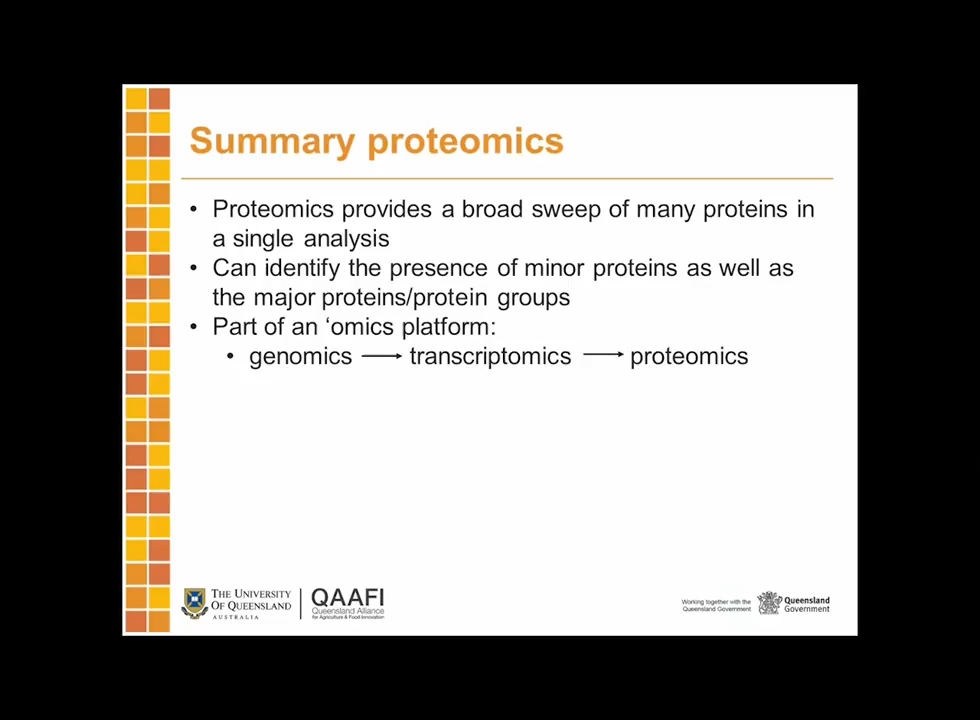 Summary proteomics
• Proteomics provides a broad sweep of many proteins in
a single analysis
• Can identify the presence of minor proteins as well as
the major proteins/protein groups
• Part of an ‘omics platform:
• genomics → transcriptomics → proteomics
THE UNIVERSITY
OF QUEENSLAND
AUSTRALIA
QAAFI
Queensland Alliance
for Agriculture & Food Innovation
Working together with the
Queensland Government
Queensland
Government